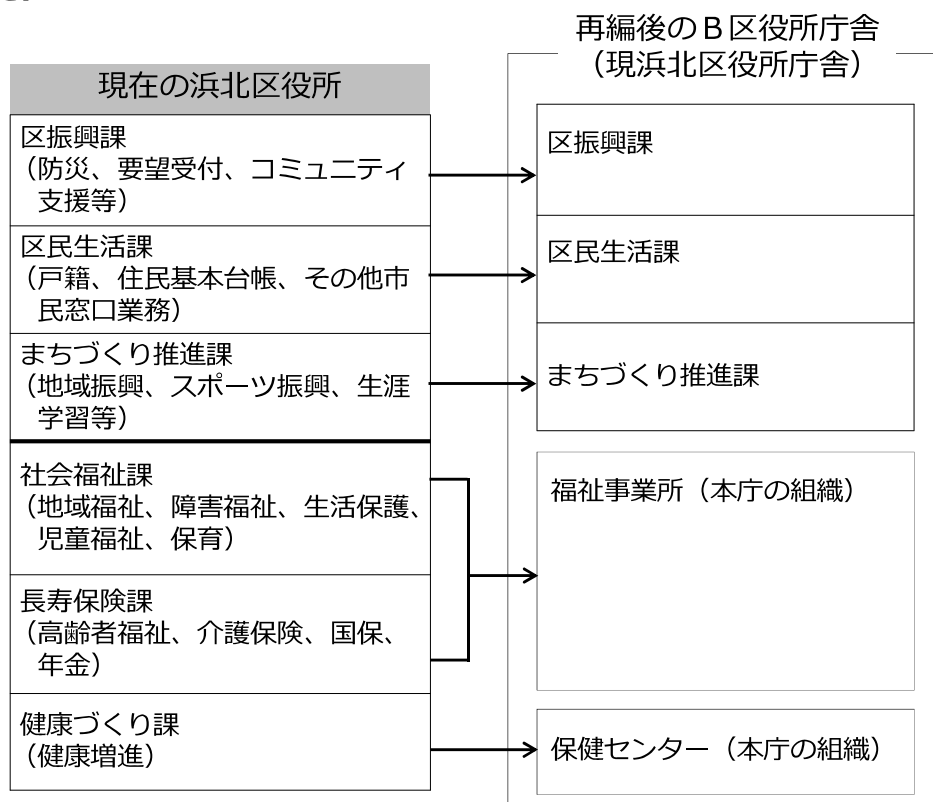 再編後のB区役所庁舎
（現浜北区役所庁舎）
現在の浜北区役所
区振興課
（防災、要望受付、コミュニティ
支援等）
区民生活課
（戸籍、住民基本台帳、その他市
民窓口業務）
まちづくり推進課
（地域振興、スポーツ振興、生涯
学習等）
社会福祉課
（地域福祉、障害福祉、生活保護、
児童福祉、保育）
長寿保険課
（高齢者福祉、介護保険、国保、
年金）
健康づくり課
（健康増進）
区振興課
区民生活課
まちづくり推進課
福祉事業所（本庁の組織）
保健センター（本庁の組織）